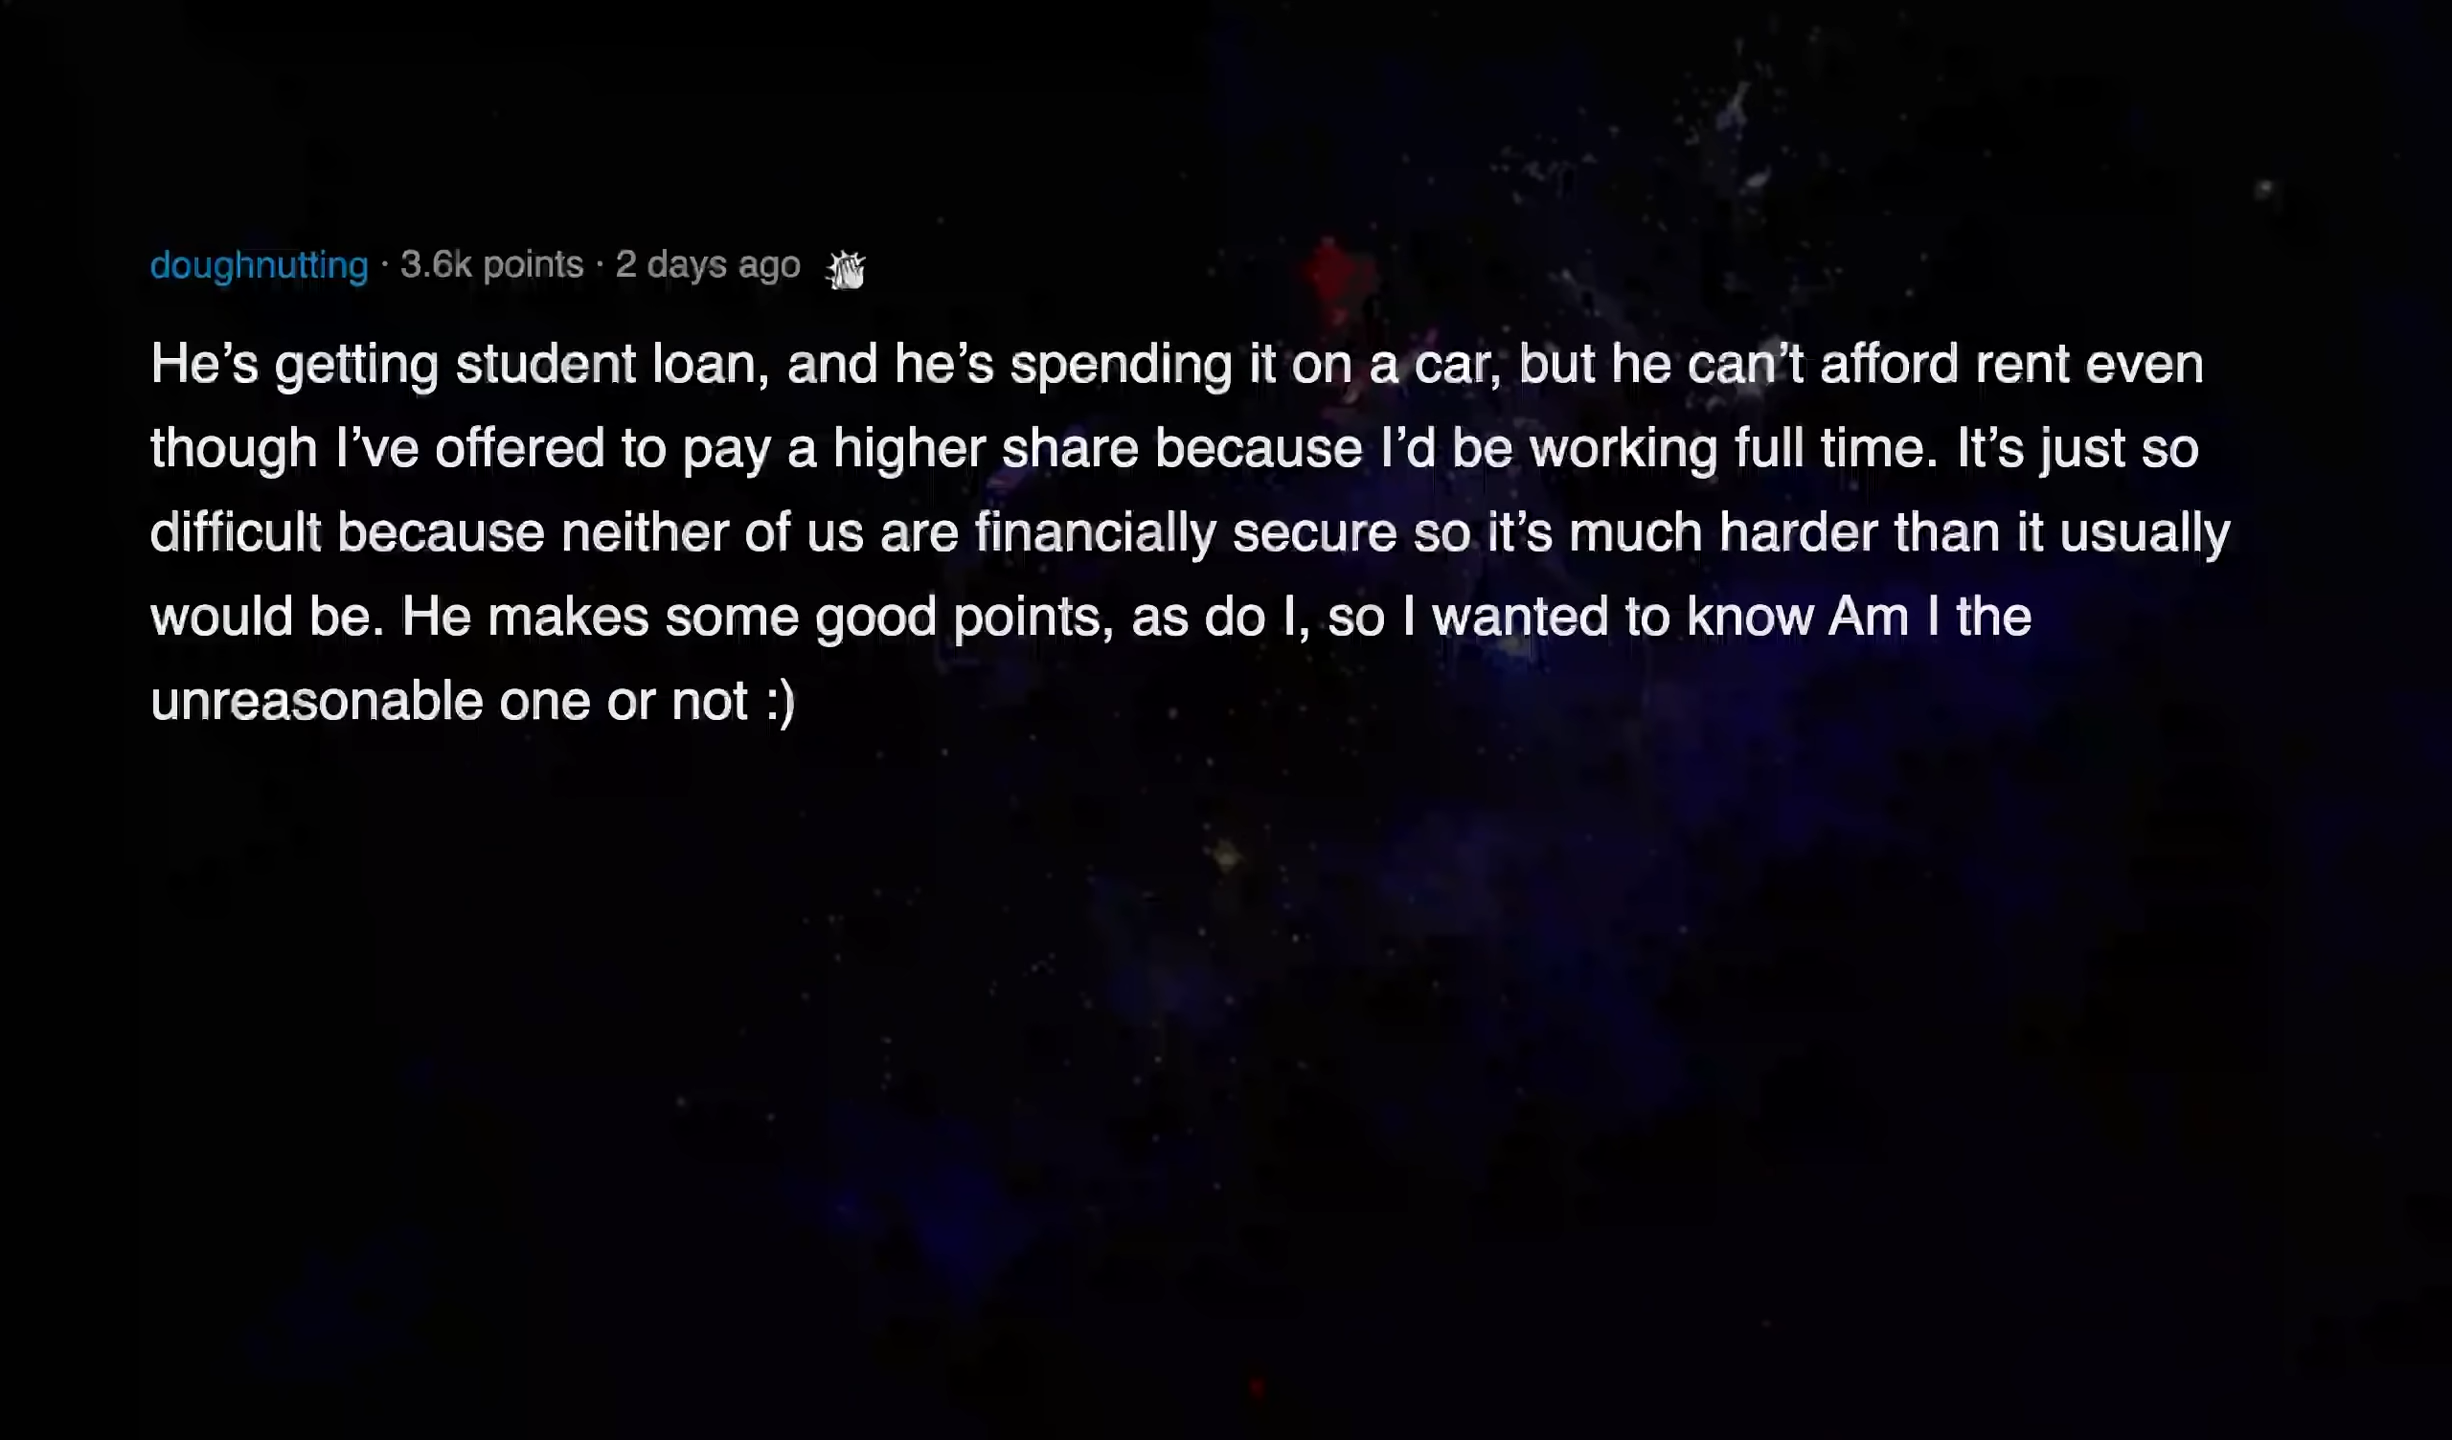 doughnutting · 3.6k points · 2 days ago
He’s getting student loan, and he’s spending it on a car, but he can’t afford rent even
though I’ve offered to pay a higher share because I’d be working full time. It’s just so
difficult because neither of us are financially secure so it’s much harder than it usually
would be. He makes some good points, as do I, so I wanted to know Am I the
unreasonable one or not :)